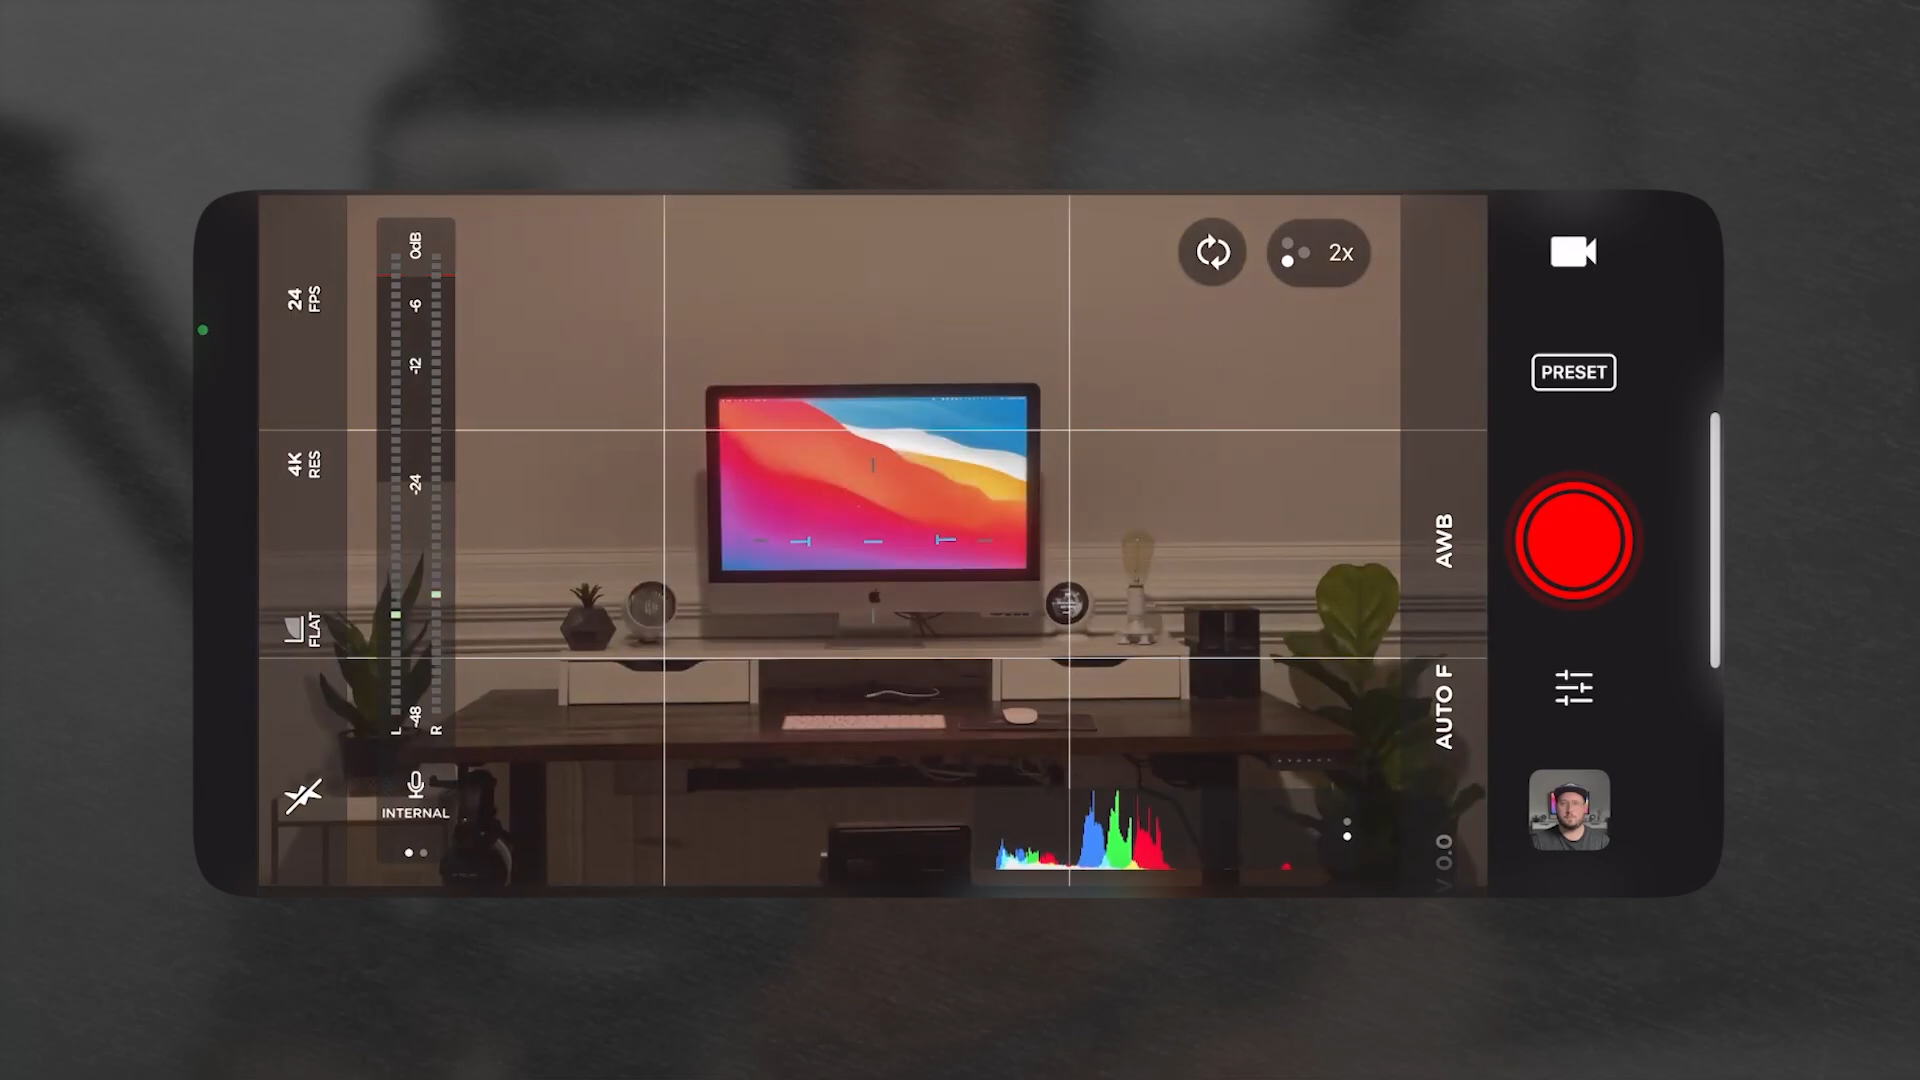 24
FPS
4K
RES
FLAT
0dB
-6
-12
-24
-48
L
R
INTERNAL
2x
AWB
AUTO F
V 0.0
PRESET